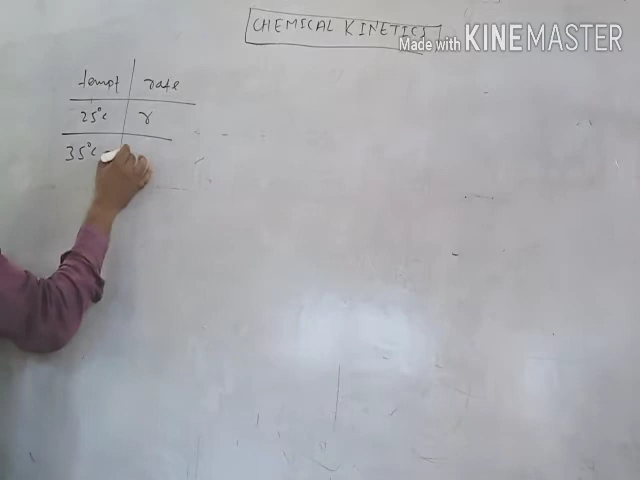 CHEMICAL KINETICS
Made with KINEMASTER
tempt rate
25°c r
35°c